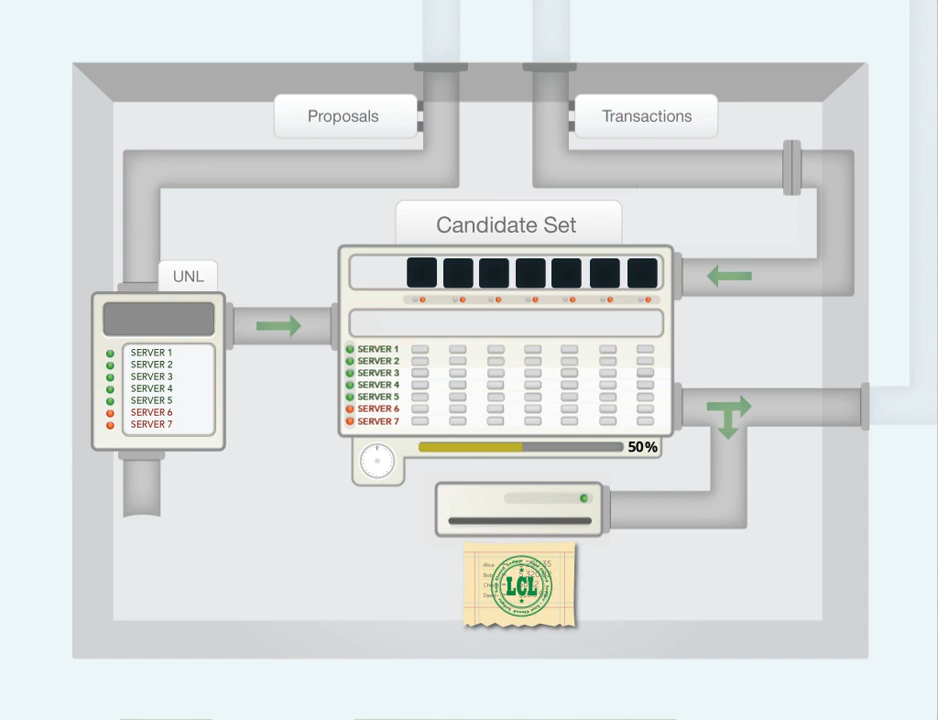 Proposals
Transactions
Candidate Set
UNL
SERVER 1
SERVER 2
SERVER 3
SERVER 4
SERVER 5
SERVER 6
SERVER 7
SERVER 1
SERVER 2
SERVER 3
SERVER 4
SERVER 5
SERVER 6
SERVER 7
50%
Alice
LCL